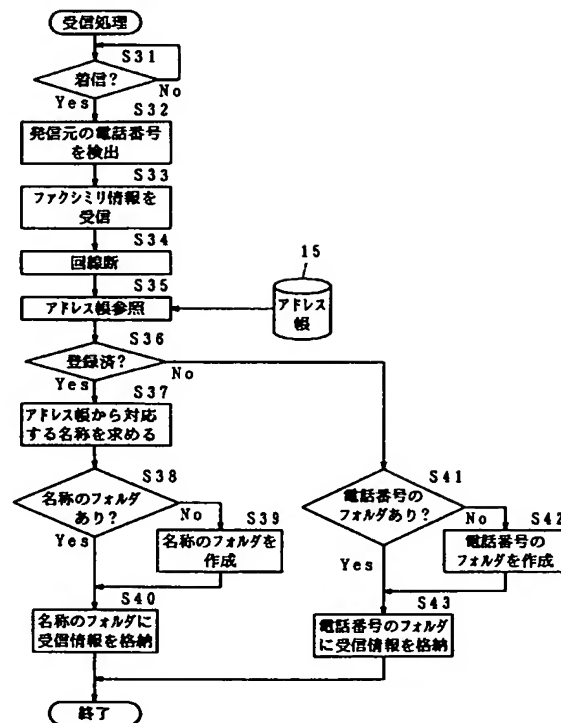 受信処理
S31
着信?
No
Yes
S32
発信元の電話番号
を検出
S33
ファクシミリ情報を
受信
S34
回線断
S35
アドレス帳参照
15
アドレス
帳
S36
登録済?
Yes
No
S37
アドレス帳から対応
する名称を求める
S38
名称のフォルダ
あり?
No
Yes
S39
名称のフォルダを
作成
S40
名称のフォルダに
受信情報を格納
S41
電話番号の
フォルダあり?
No
Yes
S42
電話番号の
フォルダを作成
S43
電話番号のフォルダ
に受信情報を格納
終了